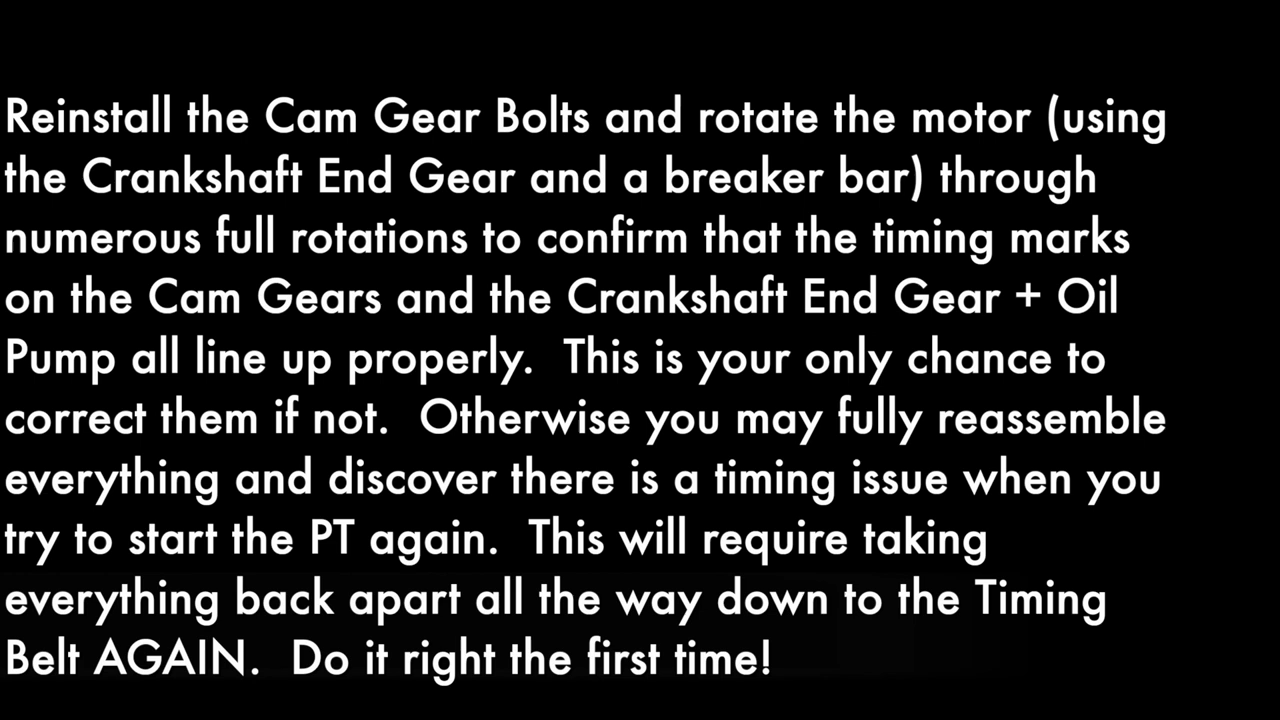 Reinstall the Cam Gear Bolts and rotate the motor (using
the Crankshaft End Gear and a breaker bar) through
numerous full rotations to confirm that the timing marks
on the Cam Gears and the Crankshaft End Gear + Oil
Pump all line up properly.  This is your only chance to
correct them if not.  Otherwise you may fully reassemble
everything and discover there is a timing issue when you
try to start the PT again.  This will require taking
everything back apart all the way down to the Timing
Belt AGAIN.  Do it right the first time!